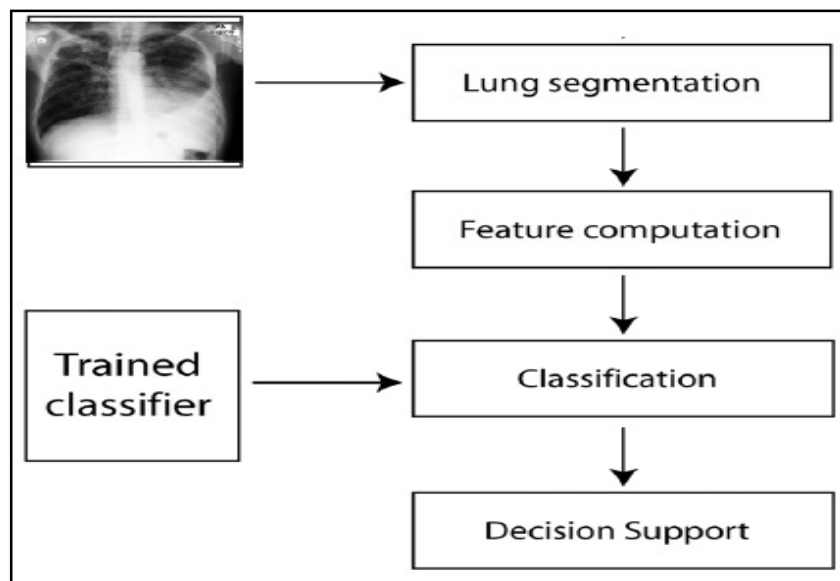 Lung segmentation
Feature computation
Trained
classifier
Classification
Decision Support